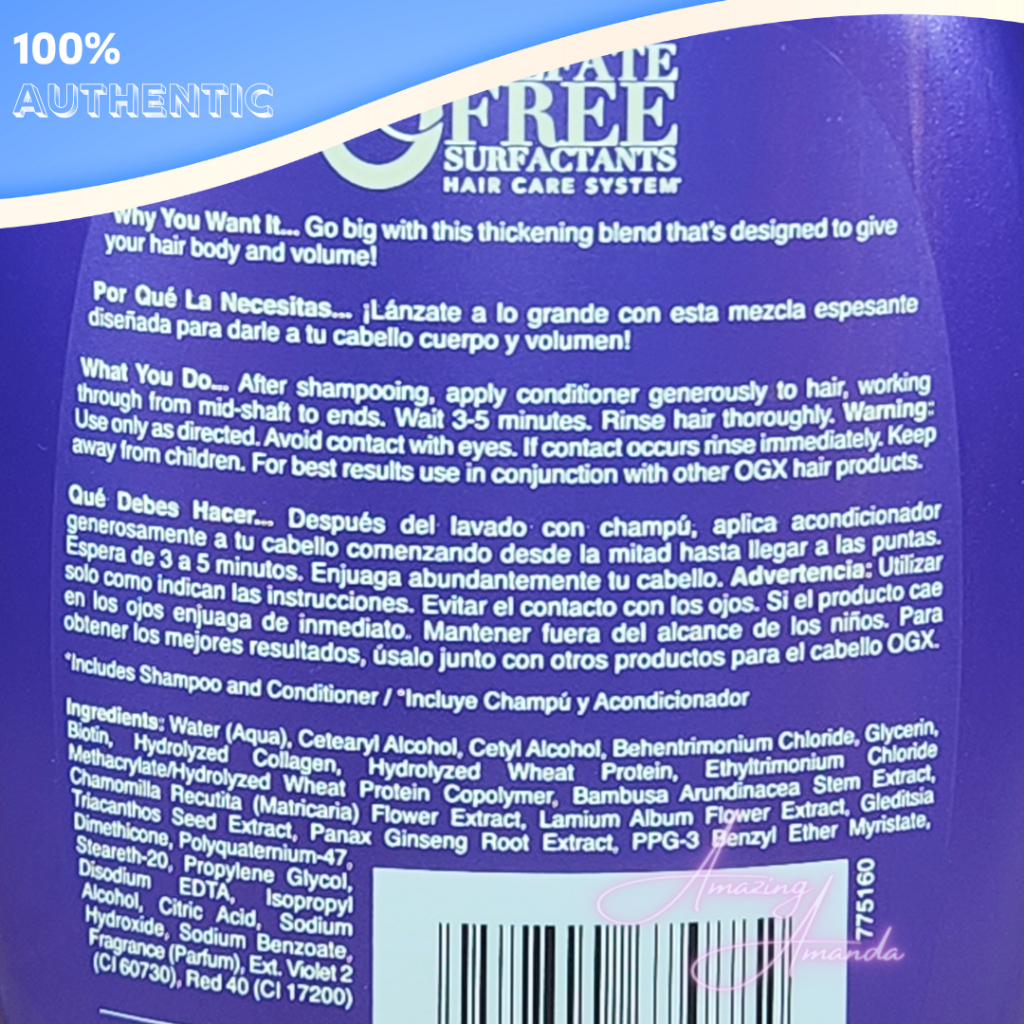 100%
AUTHENTIC
FREE
SURFACTANTS
HAIR CARE SYSTEM
Why You Want It... Go big with this thickening blend that's designed to give
your hair body and volume!
Por Qué La Necesitas... ¡Lánzate a lo grande con esta mezcla espesante
diseñada para darle a tu cabello cuerpo y volumen!
What You Do... After shampooing, apply conditioner generously to hair, working
through from mid-shaft to ends. Wait 3-5 minutes. Rinse hair thoroughly. Warning:
Use only as directed. Avoid contact with eyes. If contact occurs rinse immediately. Keep
away from children. For best results use in conjunction with other OGX hair products.
Qué Debes Hacer... Después del lavado con champú, aplica acondicionador
generosamente a tu cabello comenzando desde la mitad hasta llegar a las puntas.
Espera de 3 a 5 minutos. Enjuaga abundantemente tu cabello. Advertencia: Utilizar
solo como indican las instrucciones. Evitar el contacto con los ojos. Si el producto cae
en los ojos enjuaga de inmediato. Mantener fuera del alcance de los niños. Para
obtener los mejores resultados, úsalo junto con otros productos para el cabello OGX.
*Includes Shampoo and Conditioner / *Incluye Champú y Acondicionador
Ingredients: Water (Aqua), Cetearyl Alcohol, Cetyl Alcohol, Behentrimonium Chloride, Glycerin,
Biotin, Hydrolyzed Collagen, Hydrolyzed Wheat Protein, Ethyltrimonium Chloride
Methacrylate/Hydrolyzed Wheat Protein Copolymer, Bambusa Arundinacea Stem Extract,
Chamomilla Recutita (Matricaria) Flower Extract, Lamium Album Flower Extract, Gleditsia
Triacanthos Seed Extract, Panax Ginseng Root Extract, PPG-3 Benzyl Ether Myristate,
Dimethicone, Polyquaternium-47,
Steareth-20, Propylene Glycol,
Disodium EDTA, Isopropyl
Alcohol, Citric Acid, Sodium
Hydroxide, Sodium Benzoate,
Fragrance (Parfum), Ext. Violet 2
(CI 60730), Red 40 (CI 17200)
775160
Amazing
Amanda